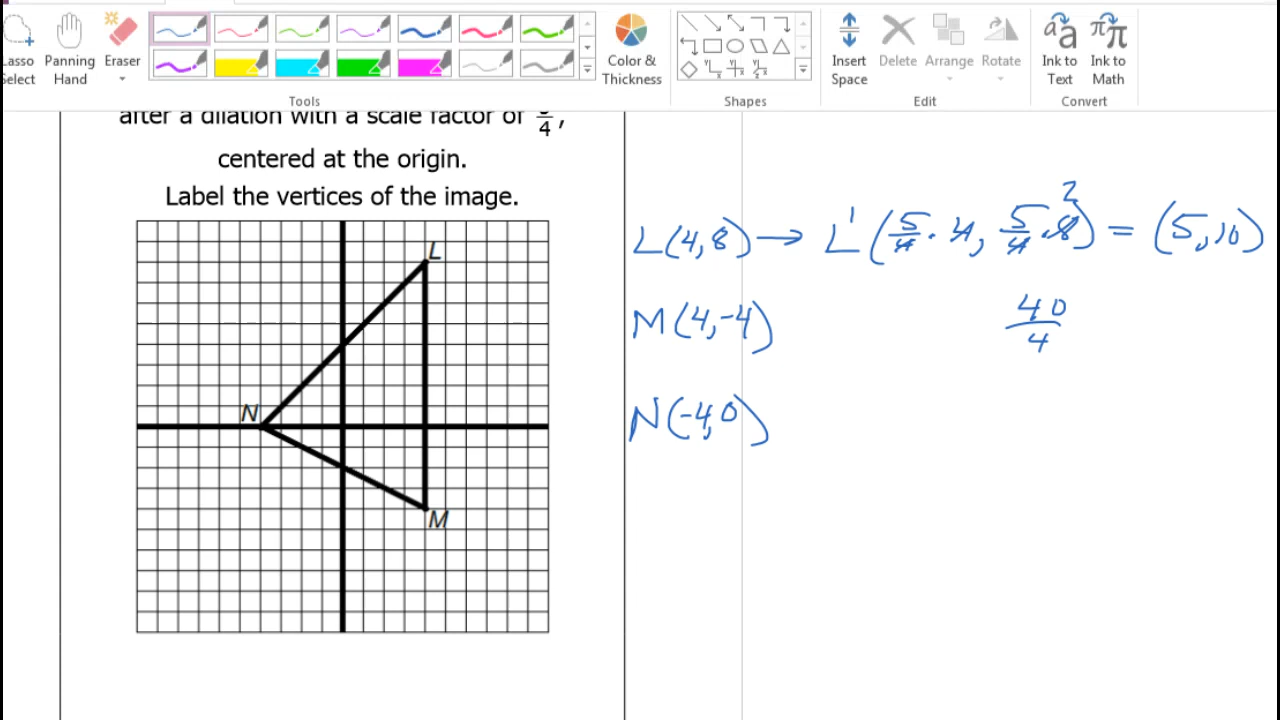 Lasso Select
Panning Hand
Eraser
Color & Thickness
Insert Space
Delete
Arrange
Rotate
Ink to Text
Ink to Math
Tools
Shapes
Edit
Convert
after a dilation with a scale factor of 5/4,
centered at the origin.
Label the vertices of the image.
L
N
M
L(4,8) → L'(5/4 · 4, 5/4 · 8) = (5,10)
2
M(4,-4)
40/4
N(-4,0)